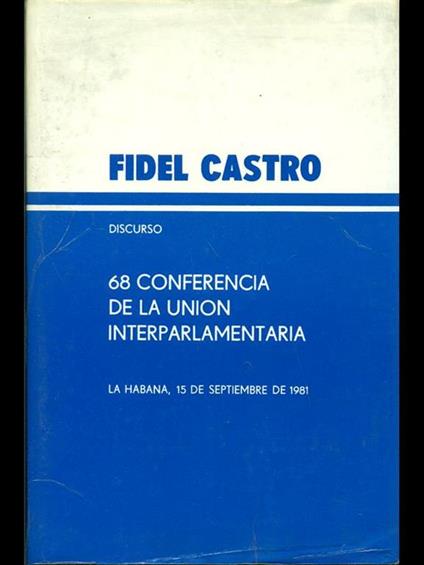 FIDEL CASTRO
DISCURSO
68 CONFERENCIA
DE LA UNION
INTERPARLAMENTARIA
LA HABANA, 15 DE SEPTIEMBRE DE 1981